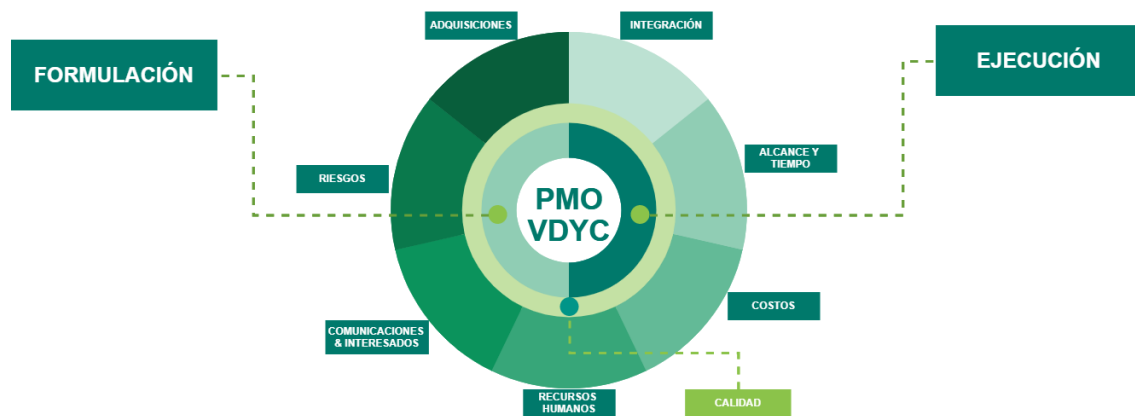 ADQUISICIONES
INTEGRACIÓN
FORMULACIÓN
EJECUCIÓN
ALCANCE Y
TIEMPO
RIESGOS
PMO
VDYC
COSTOS
COMUNICACIONES
& INTERESADOS
RECURSOS
HUMANOS
CALIDAD